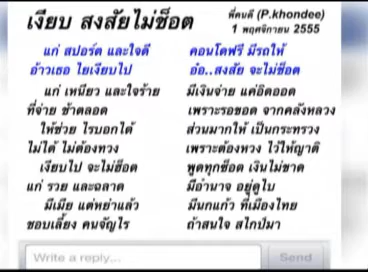 เงียบ สงสัยไม่ช็อต
พี่คนดี (P.khondee)
1 พฤศจิกายน 2555
แก่ สปอร์ต และใจดี
คอนโดฟรี มีรถให้
อ้าวเธอ ไยเงียบไป
อ๋อ..สงสัย จะไม่ช็อต
แก่ เหนียว และใจร้าย
มีเงินจ่าย แค่อิดออด
ที่จ่าย ช้าตลอด
เพราะรอขอด จากคลังหลวง
ให้ช่วย ไรบอกได้
ส่วนมากให้ เป็นกระทรวง
ไม่ได้ ไม่ต้องทวง
เพราะต้องหวง ไว้ให้ญาติ
เงียบไป จะไม่ฮ็อต
พูดทุกช็อต เงินไม่ขาด
แก่ รวย และฉลาด
มีอำนาจ อยู่ดูไบ
มีเมีย แต่หย่าแล้ว
มีนกแก้ว ที่เมืองไทย
ชอบเลี้ยง คนจัญไร
ถ้าสนใจ สไกป์มา
Write a reply...
Send